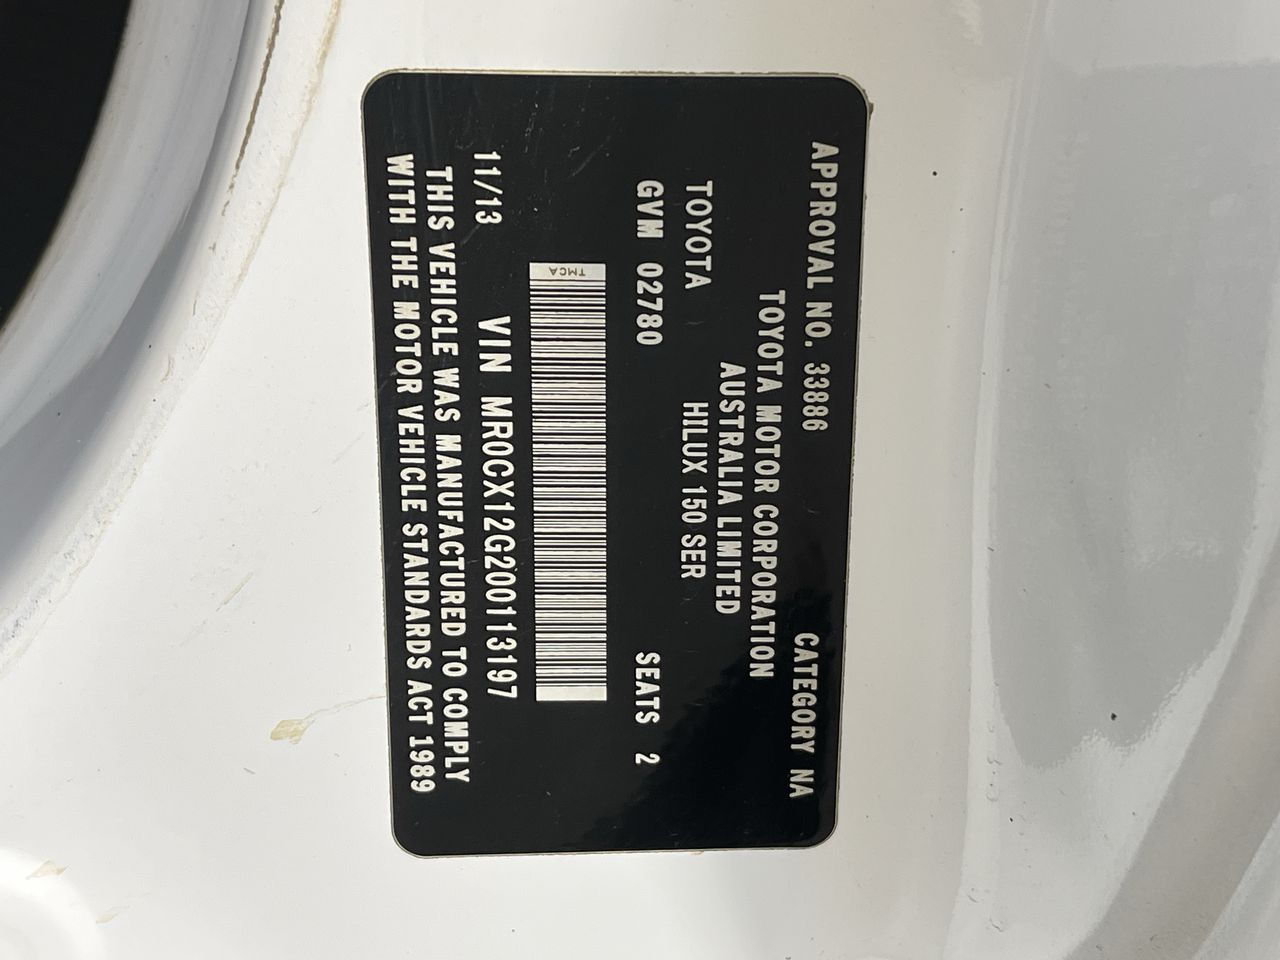 APPROVAL NO. 33886 CATEGORY NA
TOYOTA MOTOR CORPORATION
AUSTRALIA LIMITED
TOYOTA HILUX 150 SER
GVM 02780 SEATS 2
TMCA
11/13 VIN MR0CX12G200113197
THIS VEHICLE WAS MANUFACTURED TO COMPLY
WITH THE MOTOR VEHICLE STANDARDS ACT 1989